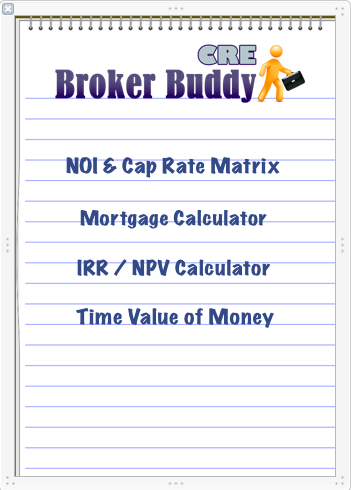 CRE
Broker Buddy
NOI & Cap Rate Matrix
Mortgage Calculator
IRR / NPV Calculator
Time Value of Money